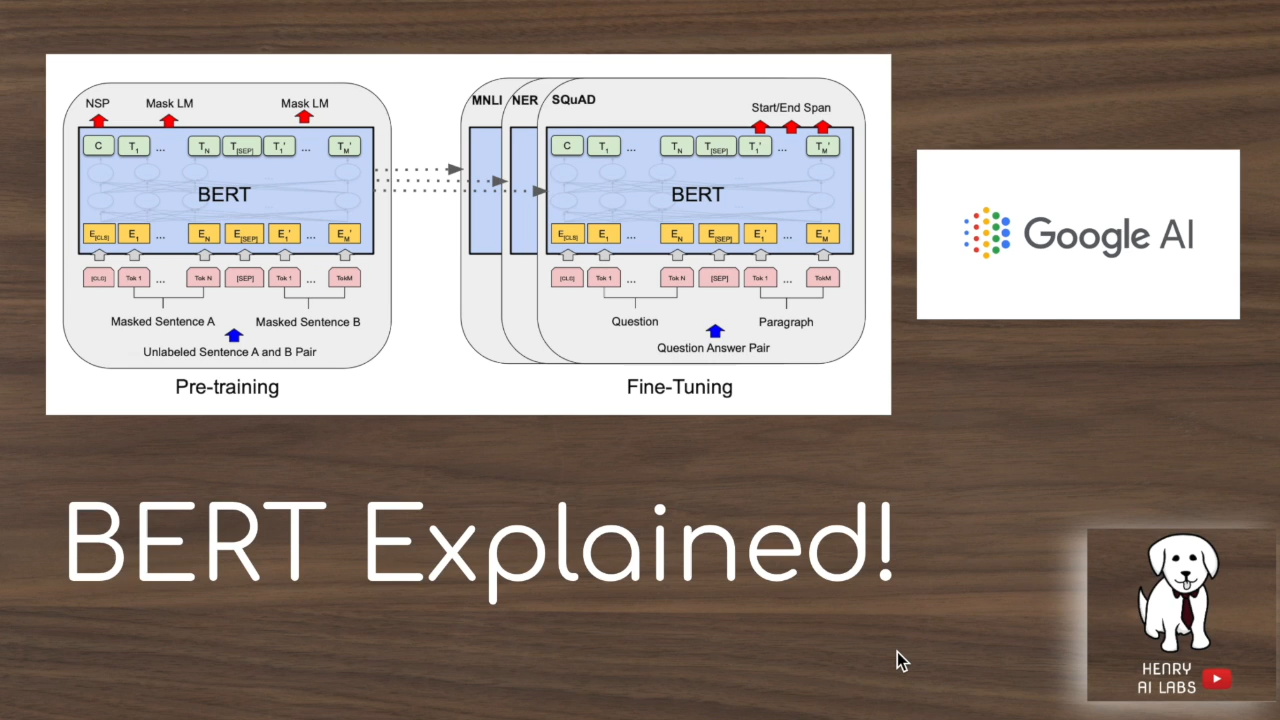 NSP Mask LM Mask LM
C T1 ... TN T[SEP] T1' ... TM'
BERT
E[CLS] E1 ... EN E[SEP] E1' ... EM'
[CLS] Tok 1 ... Tok N [SEP] Tok 1 ... TokM
Masked Sentence A Masked Sentence B
Unlabeled Sentence A and B Pair
Pre-training
MNLI NER SQuAD
Start/End Span
C T1 ... TN T[SEP] T1' ... TM'
BERT
E[CLS] E1 ... EN E[SEP] E1' ... EM'
[CLS] Tok 1 ... Tok N [SEP] Tok 1 ... TokM
Question Paragraph
Question Answer Pair
Fine-Tuning
Google AI
BERT Explained!
HENRY
AI LABS